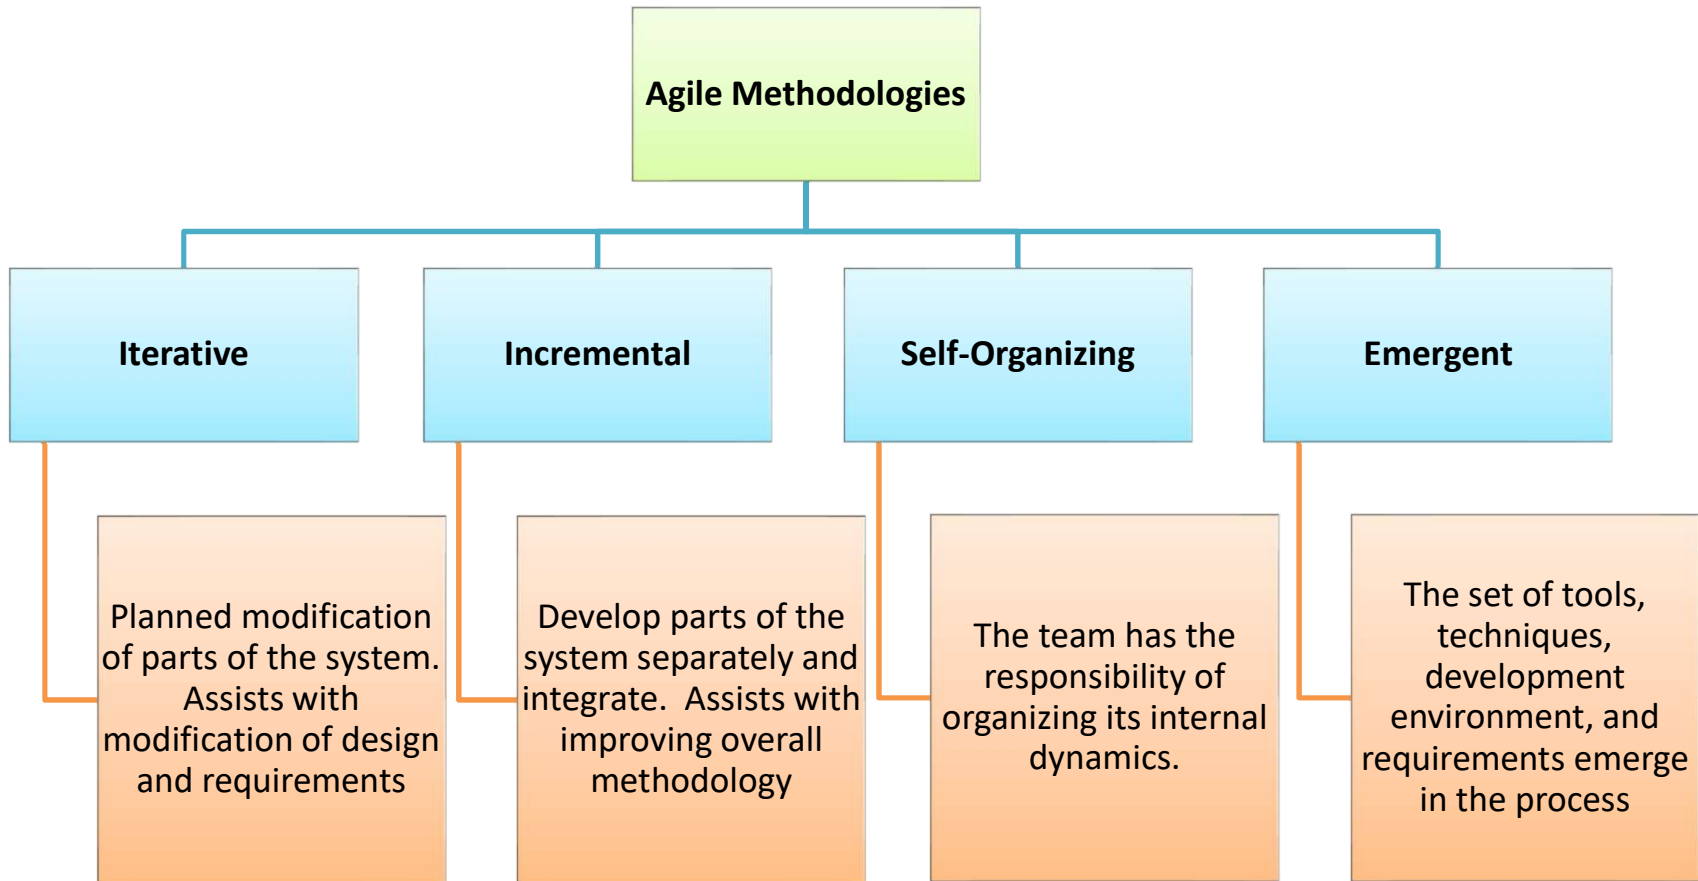 Agile Methodologies
Iterative
Incremental
Self-Organizing
Emergent
Planned modification
of parts of the system.
Assists with
modification of design
and requirements
Develop parts of the
system separately and
integrate.  Assists with
improving overall
methodology
The team has the
responsibility of
organizing its internal
dynamics.
The set of tools,
techniques,
development
environment, and
requirements emerge
in the process